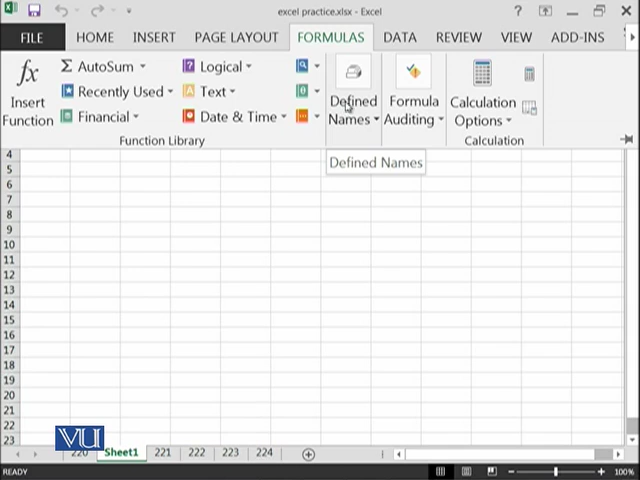 excel practice.xlsx - Excel
FILE HOME INSERT PAGE LAYOUT FORMULAS DATA REVIEW VIEW ADD-INS
fx Σ AutoSum Logical
Recently Used Text
Insert Function
Financial Date & Time
Defined Names
Formula Auditing
Calculation Options
Function Library
Calculation
Defined Names
4
5
6
7
8
9
10
11
12
13
14
15
16
17
18
19
20
21
22
23
VU
220 Sheet1 221 222 223 224
READY
100%